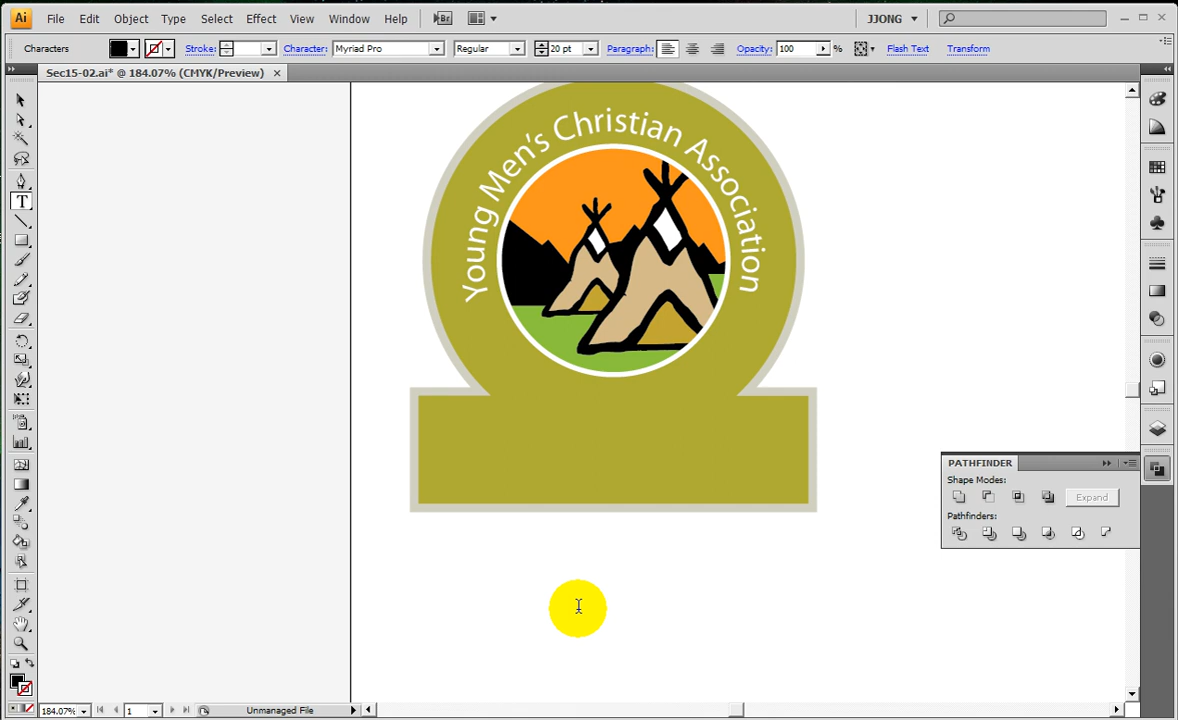 Ai File Edit Object Type Select Effect View Window Help Br JJONG
Characters Stroke: Character: Myriad Pro Regular 20 pt Paragraph: Opacity: 100 % Flash Text Transform
Sec15-02.ai* @ 184.07% (CMYK/Preview)
Young Men's Christian Association
T
PATHFINDER
Shape Modes:
Expand
Pathfinders:
184.07% 1 Unmanaged File